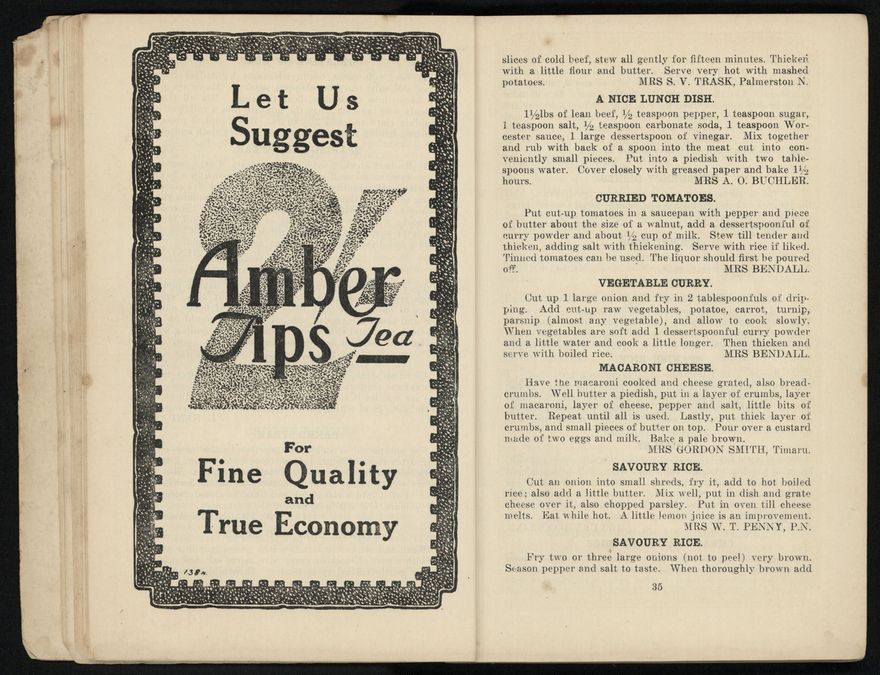 Let Us
Suggest
2/-
Amber
Tips Tea
For
Fine Quality
and
True Economy
138A.
slices of cold beef, stew all gently for fifteen minutes. Thicken
with a little flour and butter. Serve very hot with mashed
potatoes. MRS S. V. TRASK, Palmerston N.
A NICE LUNCH DISH.
1½lbs of lean beef, ½ teaspoon pepper, 1 teaspoon sugar,
1 teaspoon salt, ½ teaspoon carbonate soda, 1 teaspoon Wor-
cester sauce, 1 large dessertspoon of vinegar. Mix together
and rub with back of a spoon into the meat cut into con-
veniently small pieces. Put into a piedish with two table-
spoons water. Cover closely with greased paper and bake 1½
hours. MRS A. O. BUCHLER.
CURRIED TOMATOES.
Put cut-up tomatoes in a saucepan with pepper and piece
of butter about the size of a walnut, add a dessertspoonful of
curry powder and about ½ cup of milk. Stew till tender and
thicken, adding salt with thickening. Serve with rice if liked.
Tinned tomatoes can be used. The liquor should first be poured
off. MRS BENDALL.
VEGETABLE CURRY.
Cut up 1 large onion and fry in 2 tablespoonfuls of drip-
ping. Add cut-up raw vegetables, potatoe, carrot, turnip,
parsnip (almost any vegetable), and allow to cook slowly.
When vegetables are soft add 1 dessertspoonful curry powder
and a little water and cook a little longer. Then thicken and
serve with boiled rice. MRS BENDALL.
MACARONI CHEESE.
Have the macaroni cooked and cheese grated, also bread-
crumbs. Well butter a piedish, put in a layer of crumbs, layer
of macaroni, layer of cheese, pepper and salt, little bits of
butter. Repeat until all is used. Lastly, put thick layer of
crumbs, and small pieces of butter on top. Pour over a custard
made of two eggs and milk. Bake a pale brown.
MRS GORDON SMITH, Timaru.
SAVOURY RICE.
Cut an onion into small shreds, fry it, add to hot boiled
rice; also add a little butter. Mix well, put in dish and grate
cheese over it, also chopped parsley. Put in oven till cheese
melts. Eat while hot. A little lemon juice is an improvement.
MRS W. T. PENNY, P.N.
SAVOURY RICE.
Fry two or three large onions (not to peel) very brown.
Season pepper and salt to taste. When thoroughly brown add
35